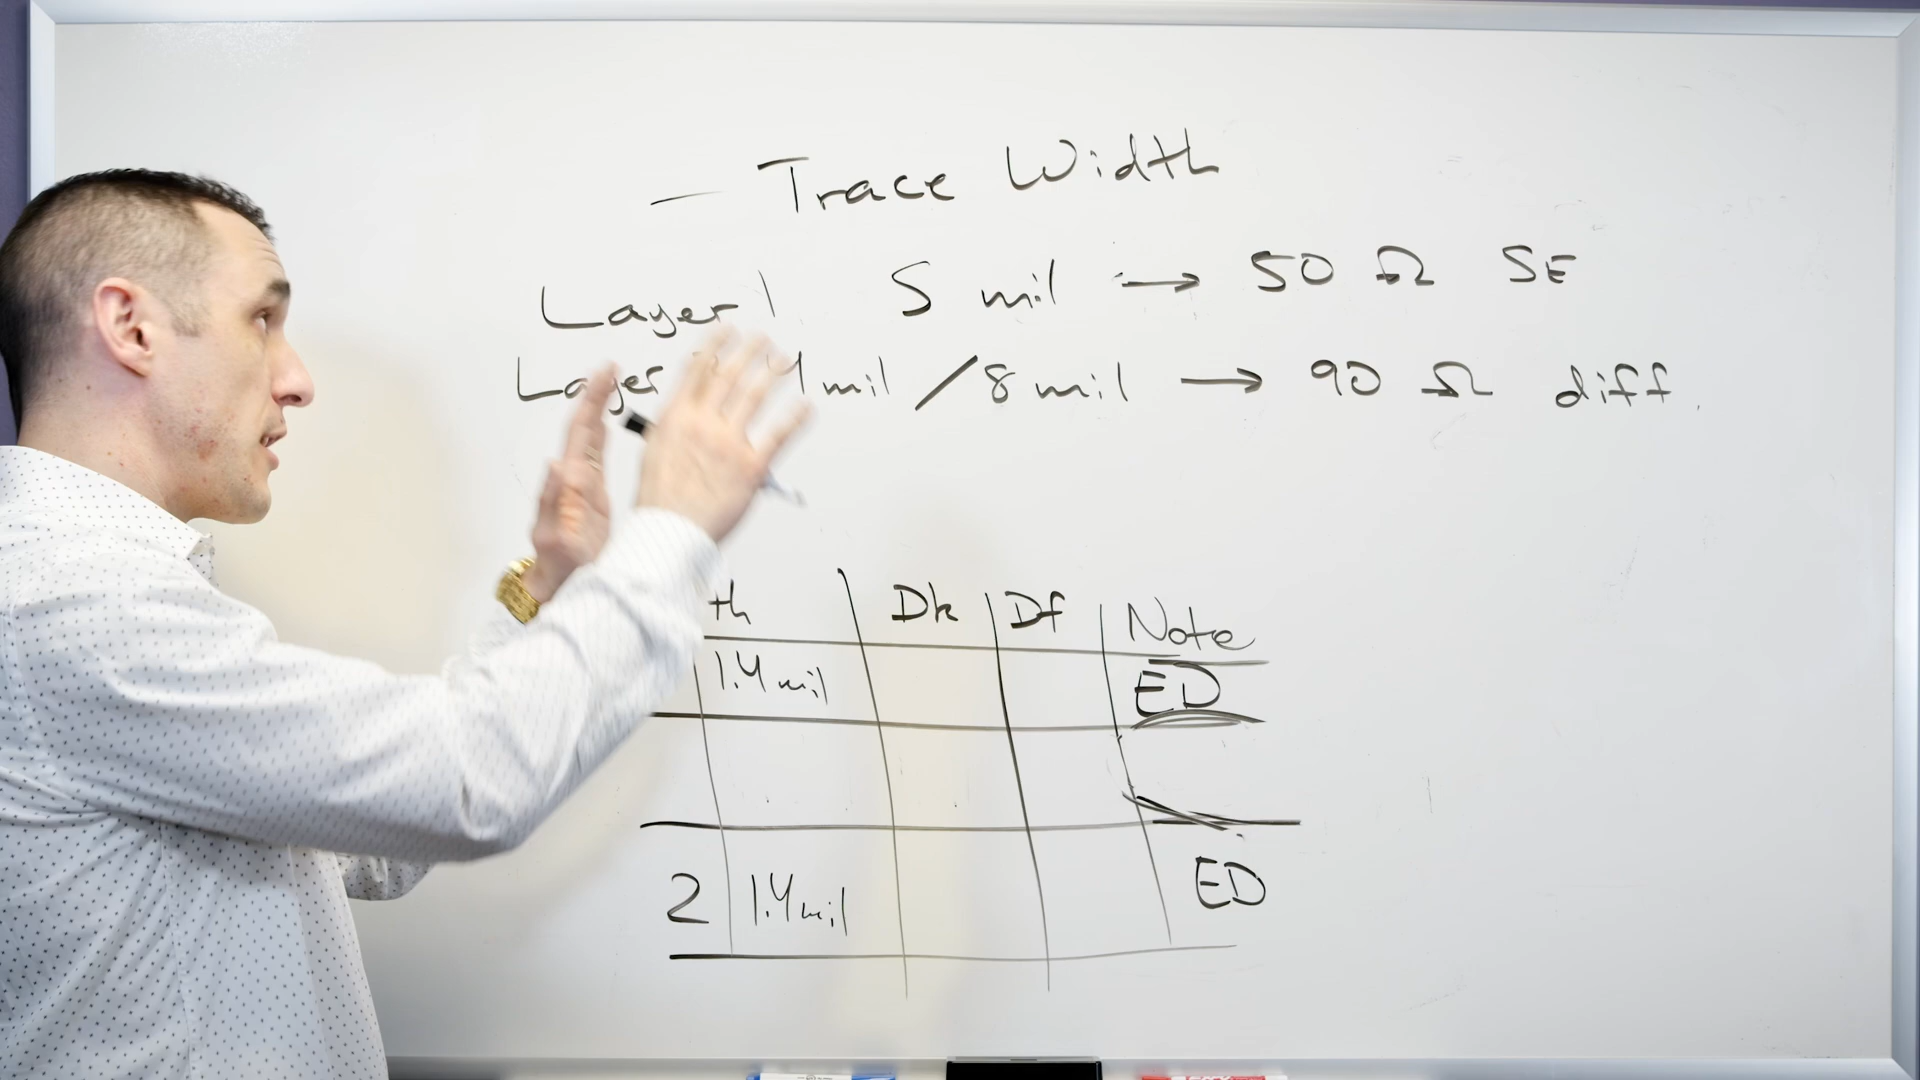 — Trace Width
Layer 1 5 mil → 50 Ω SE
Layer 4 mil / 8 mil → 90 Ω diff.
th Dk Df Note
1.4 mil ED
2 1.4 mil ED